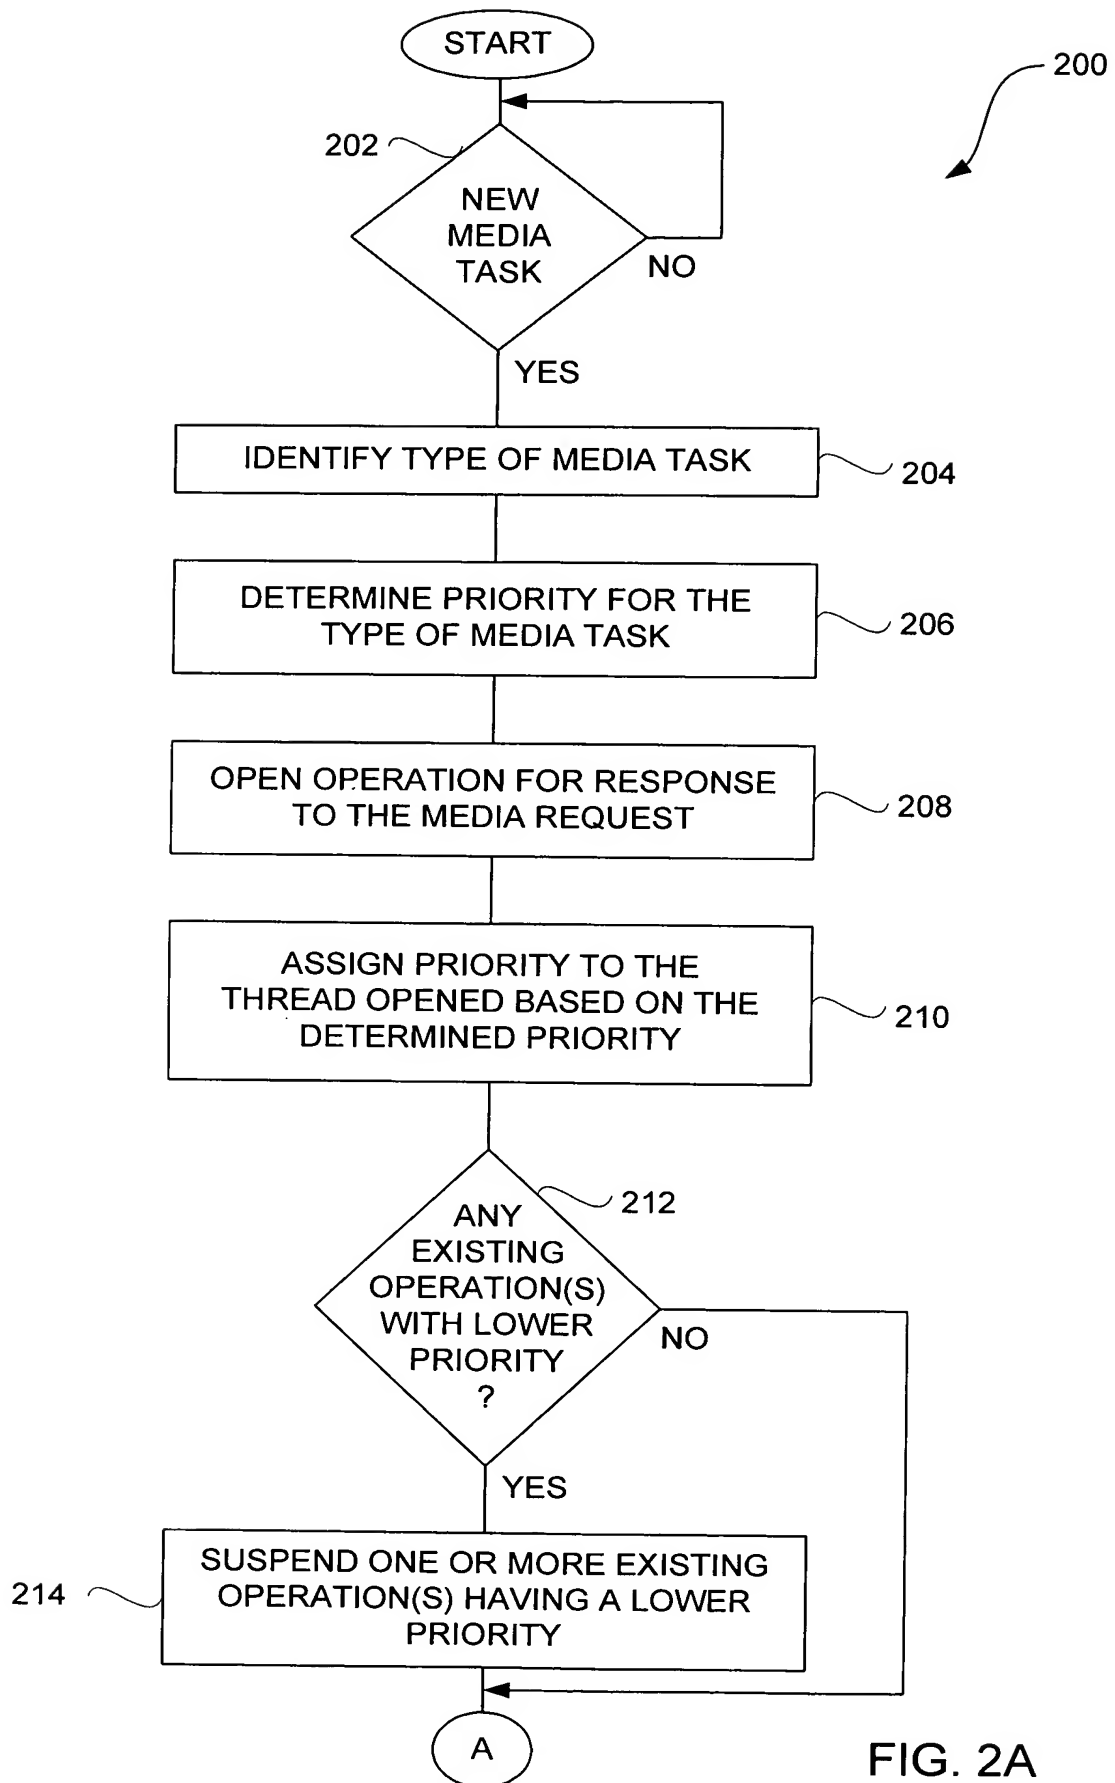 START
200
202
NEW
MEDIA
TASK
NO
YES
IDENTIFY TYPE OF MEDIA TASK
204
DETERMINE PRIORITY FOR THE
TYPE OF MEDIA TASK
206
OPEN OPERATION FOR RESPONSE
TO THE MEDIA REQUEST
208
ASSIGN PRIORITY TO THE
THREAD OPENED BASED ON THE
DETERMINED PRIORITY
210
212
ANY
EXISTING
OPERATION(S)
WITH LOWER
PRIORITY
?
NO
YES
SUSPEND ONE OR MORE EXISTING
OPERATION(S) HAVING A LOWER
PRIORITY
214
A
FIG. 2A